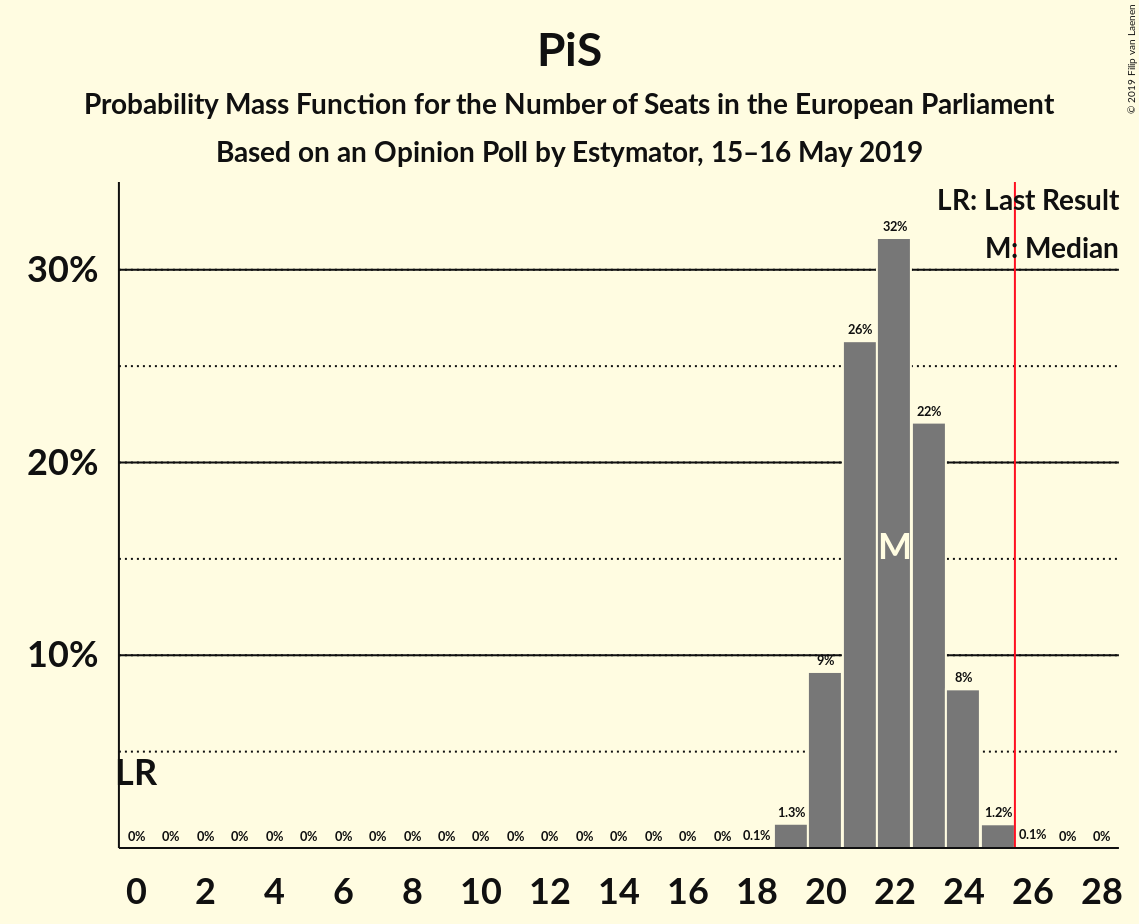 PiS
Probability Mass Function for the Number of Seats in the European Parliament
Based on an Opinion Poll by Estymator, 15–16 May 2019
© 2019 Filip van Laenen
LR: Last Result
M: Median
30%
20%
10%
LR
M
0% 0% 0% 0% 0% 0% 0% 0% 0% 0% 0% 0% 0% 0% 0% 0% 0% 0% 0.1% 1.3% 9% 26% 32% 22% 8% 1.2% 0.1% 0% 0%
0 2 4 6 8 10 12 14 16 18 20 22 24 26 28